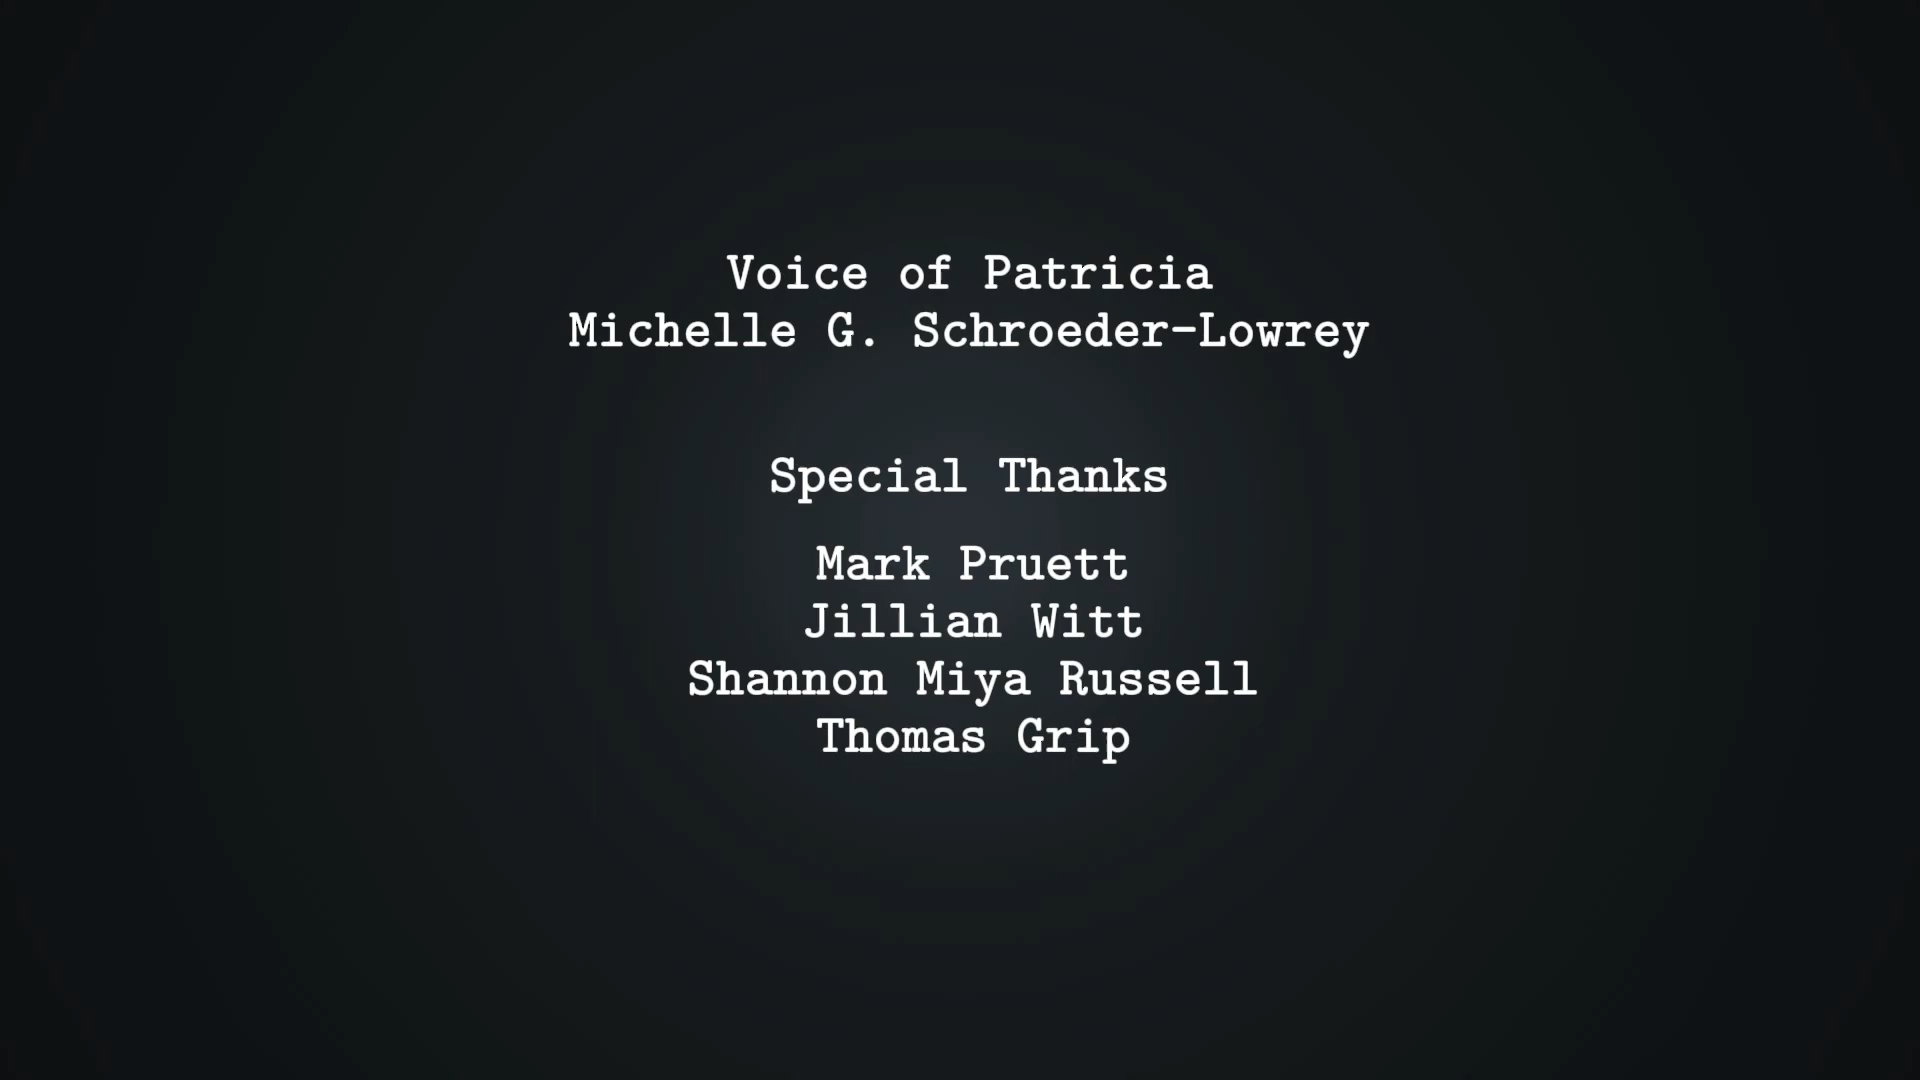 Voice of Patricia
Michelle G. Schroeder-Lowrey
Special Thanks
Mark Pruett
Jillian Witt
Shannon Miya Russell
Thomas Grip